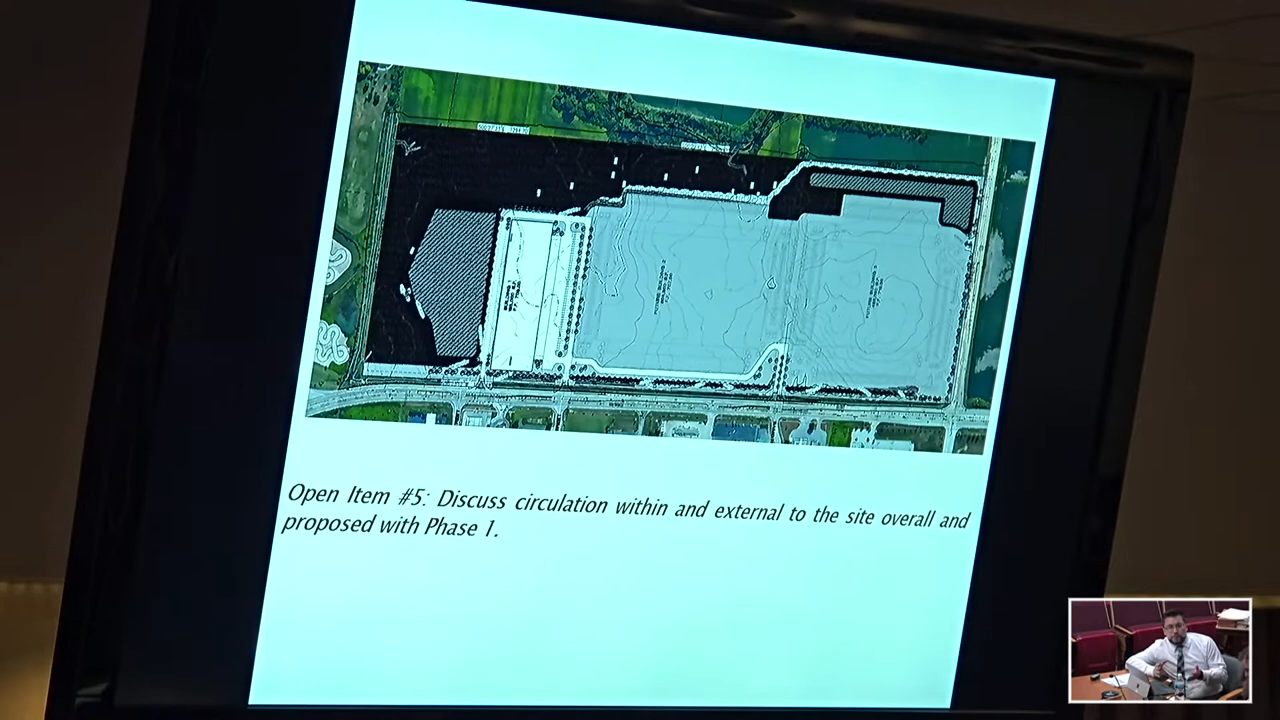 Open Item #5: Discuss circulation within and external to the site overall and
proposed with Phase 1.